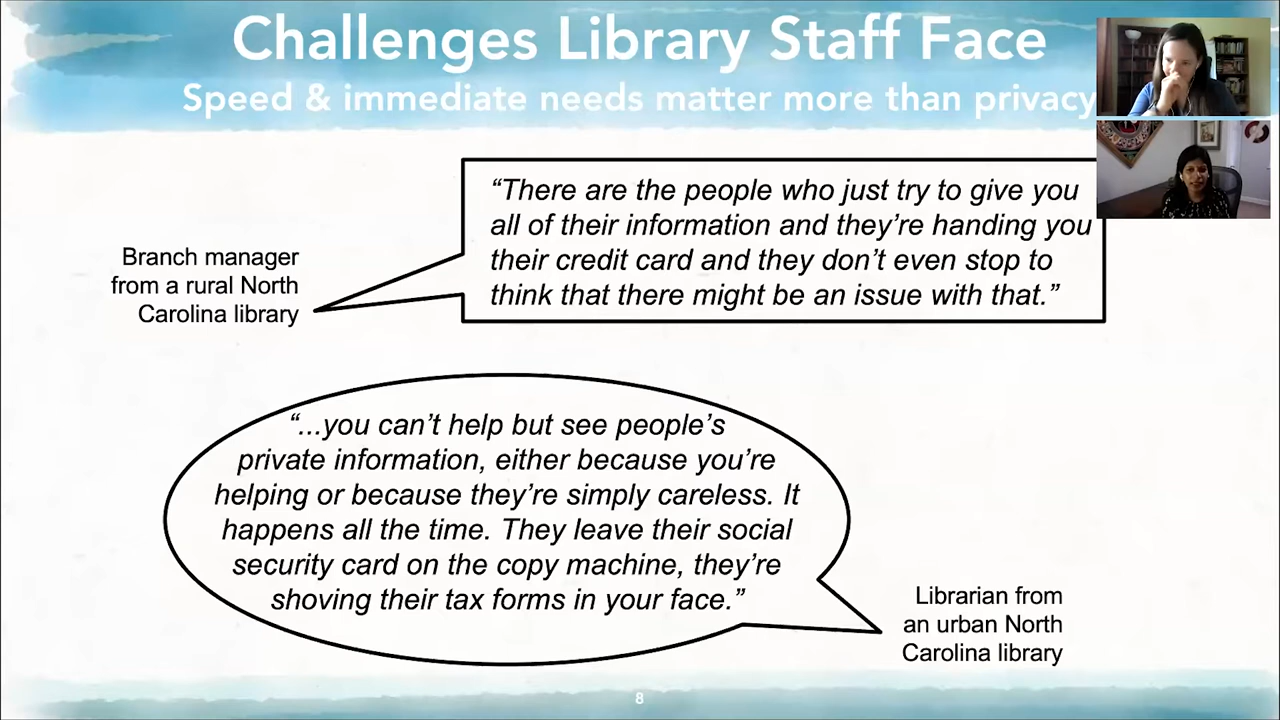 Challenges Library Staff Face
Speed & immediate needs matter more than privacy
“There are the people who just try to give you
all of their information and they’re handing you
their credit card and they don’t even stop to
think that there might be an issue with that.”
Branch manager
from a rural North
Carolina library
“...you can’t help but see people’s
private information, either because you’re
helping or because they’re simply careless. It
happens all the time. They leave their social
security card on the copy machine, they’re
shoving their tax forms in your face.”
Librarian from
an urban North
Carolina library
8